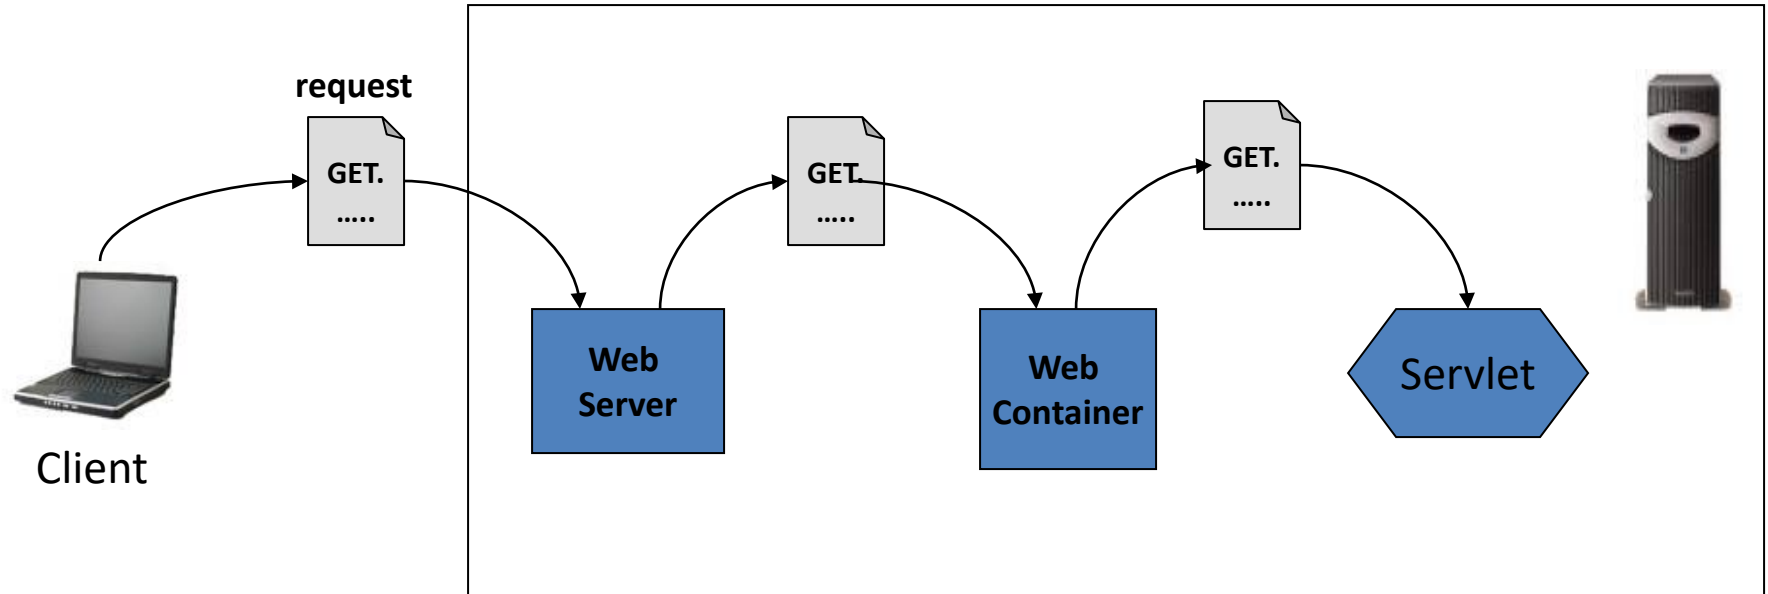 request
GET.
.....
GET.
.....
GET.
.....
Web
Server
Web
Container
Servlet
Client